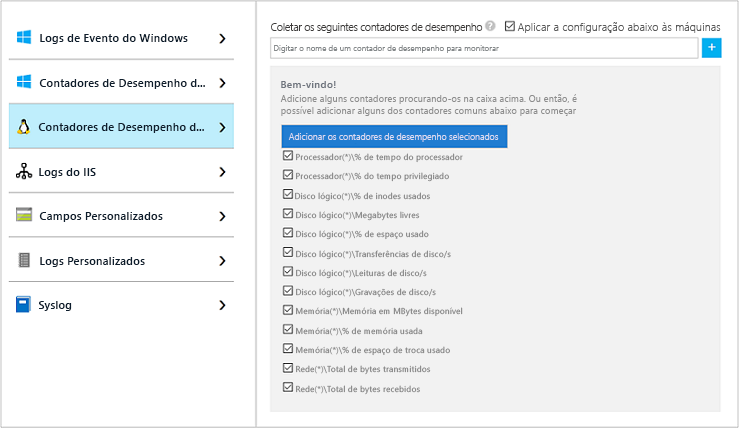 Logs de Evento do Windows
Contadores de Desempenho d...
Contadores de Desempenho d...
Logs do IIS
Campos Personalizados
Logs Personalizados
Syslog
Coletar os seguintes contadores de desempenho ? Aplicar a configuração abaixo às máquinas
Digitar o nome de um contador de desempenho para monitorar +
Bem-vindo!
Adicione alguns contadores procurando-os na caixa acima. Ou então, é
possível adicionar alguns dos contadores comuns abaixo para começar
Adicionar os contadores de desempenho selecionados
Processador(*)\% de tempo do processador
Processador(*)\% do tempo privilegiado
Disco lógico(*)\% de inodes usados
Disco lógico(*)\Megabytes livres
Disco lógico(*)\% de espaço usado
Disco lógico(*)\Transferências de disco/s
Disco lógico(*)\Leituras de disco/s
Disco lógico(*)\Gravações de disco/s
Memória(*)\Memória em MBytes disponível
Memória(*)\% de memória usada
Memória(*)\% de espaço de troca usado
Rede(*)\Total de bytes transmitidos
Rede(*)\Total de bytes recebidos